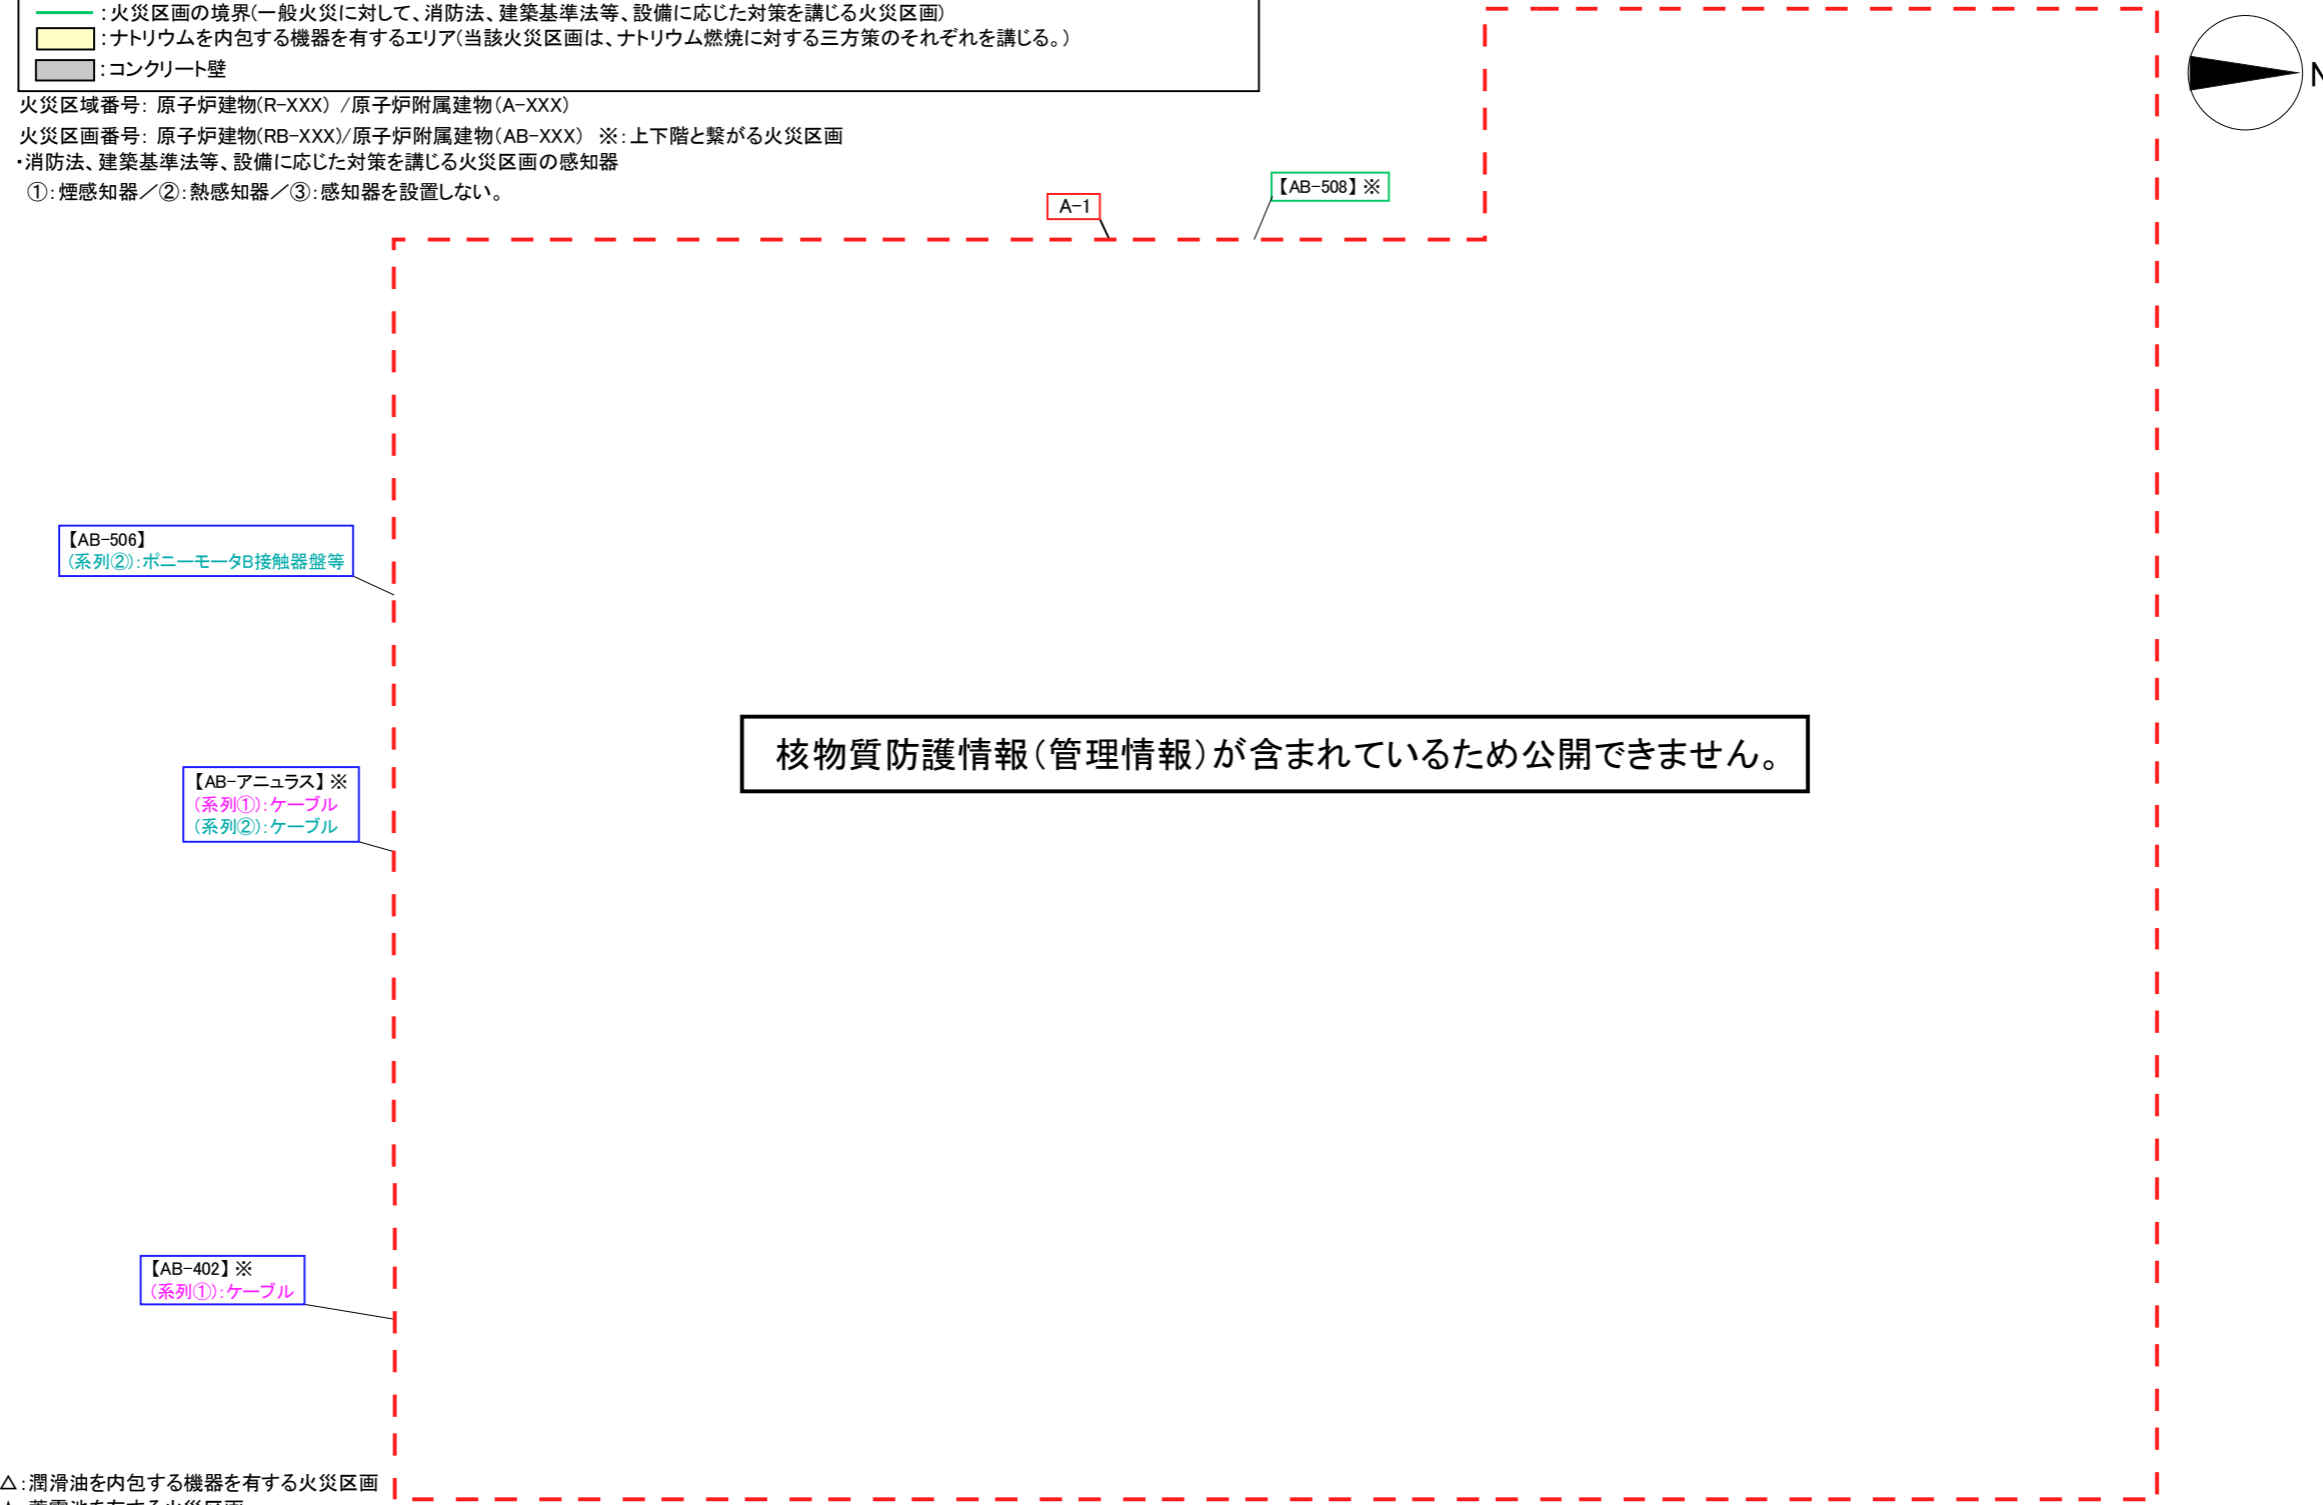 ：火災区画の境界(一般火災に対して、消防法、建築基準法等、設備に応じた対策を講じる火災区画)
：ナトリウムを内包する機器を有するエリア(当該火災区画は、ナトリウム燃焼に対する三方策のそれぞれを講じる。)
：コンクリート壁
火災区域番号： 原子炉建物(R-XXX) ／原子炉附属建物(A-XXX)
火災区画番号： 原子炉建物(RB-XXX)/原子炉附属建物(AB-XXX) ※：上下階と繋がる火災区画
・消防法、建築基準法等、設備に応じた対策を講じる火災区画の感知器
①：煙感知器／②：熱感知器／③：感知器を設置しない。
N
【AB-508】※
A-1
【AB-506】
(系列②)：ポニーモータB接触器盤等
核物質防護情報(管理情報)が含まれているため公開できません。
【AB-アニュラス】※
(系列①)：ケーブル
(系列②)：ケーブル
【AB-402】※
(系列①)：ケーブル
△：潤滑油を内包する機器を有する火災区画